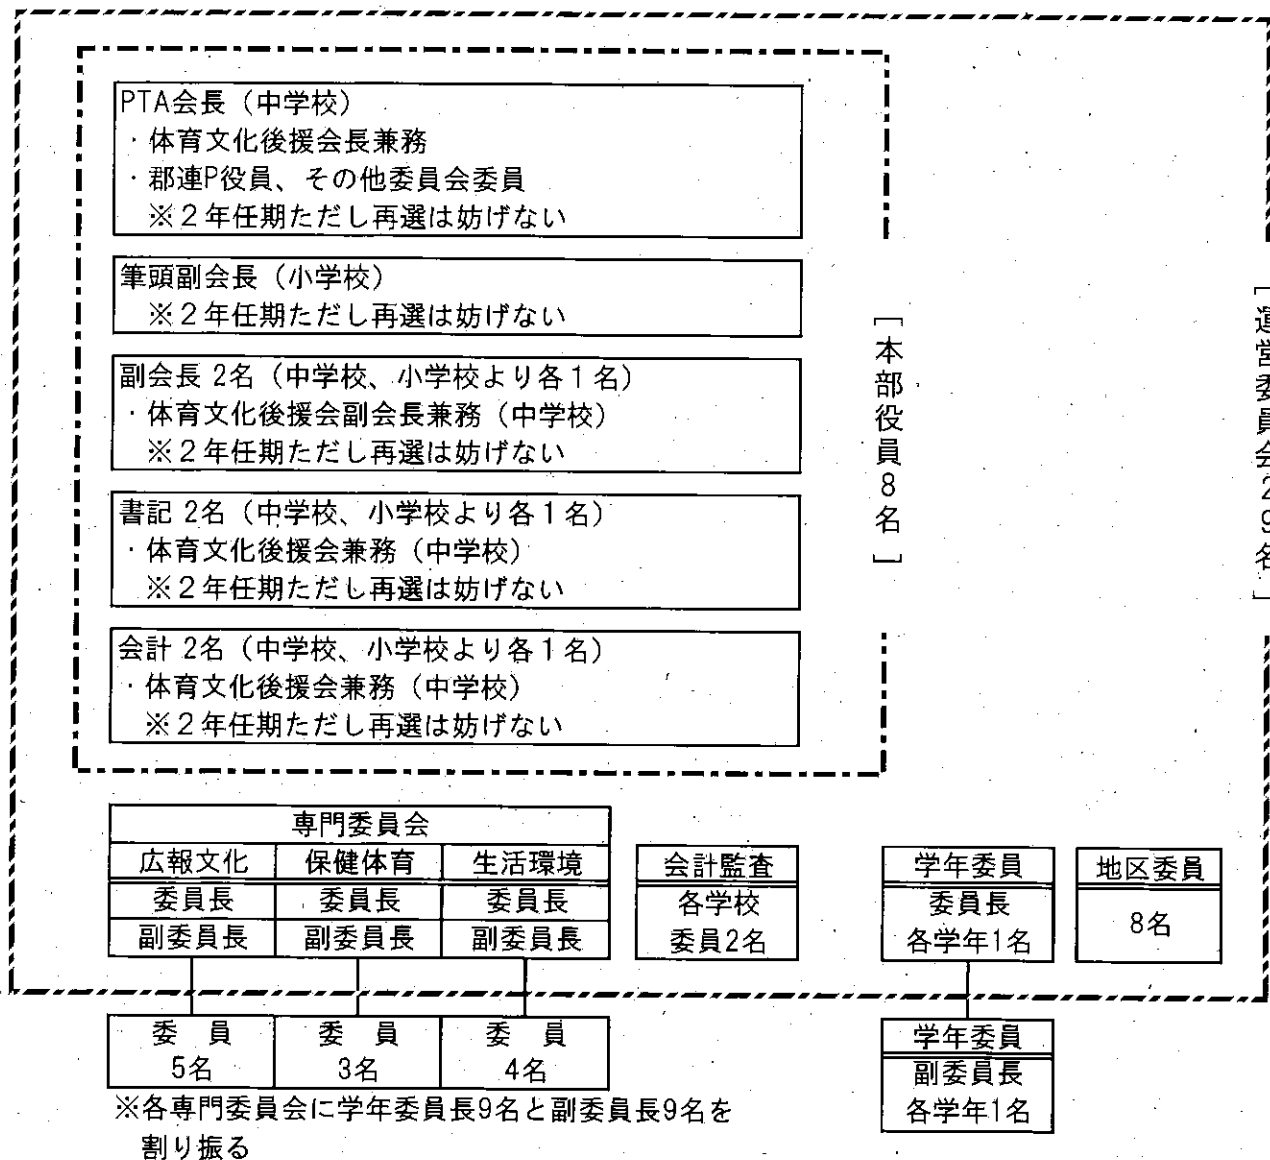 PTA会長（中学校）
・体育文化後援会長兼務
・郡連P役員、その他委員会委員
※２年任期ただし再選は妨げない
筆頭副会長（小学校）
※２年任期ただし再選は妨げない
副会長 2名（中学校、小学校より各１名）
・体育文化後援会副会長兼務（中学校）
※２年任期ただし再選は妨げない
書記 2名（中学校、小学校より各１名）
・体育文化後援会兼務（中学校）
※２年任期ただし再選は妨げない
会計 2名（中学校、小学校より各１名）
・体育文化後援会兼務（中学校）
※２年任期ただし再選は妨げない
［本部役員８名］
［運営委員会２９名］
専門委員会
広報文化 保健体育 生活環境
委員長 委員長 委員長
副委員長 副委員長 副委員長
会計監査
各学校
委員2名
学年委員
委員長
各学年1名
地区委員
8名
委　員 委　員 委　員
5名 3名 4名
学年委員
副委員長
各学年1名
※各専門委員会に学年委員長9名と副委員長9名を
割り振る